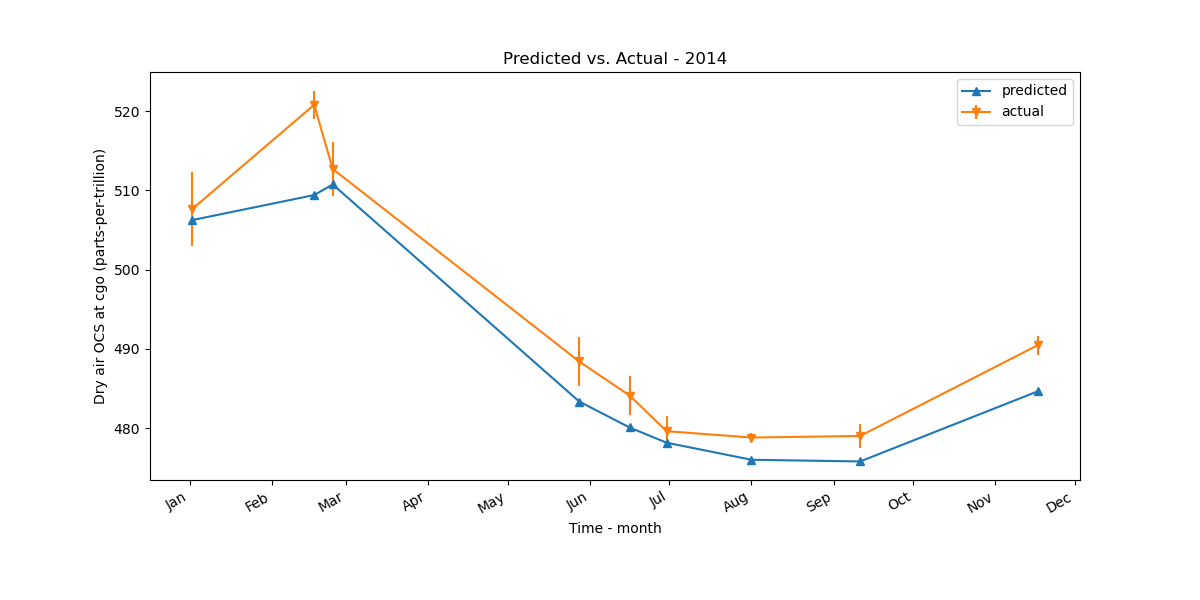 Predicted vs. Actual - 2014
predicted
actual
Dry air OCS at cgo (parts-per-trillion)
520
510
500
490
480
Jan Feb Mar Apr May Jun Jul Aug Sep Oct Nov Dec
Time - month